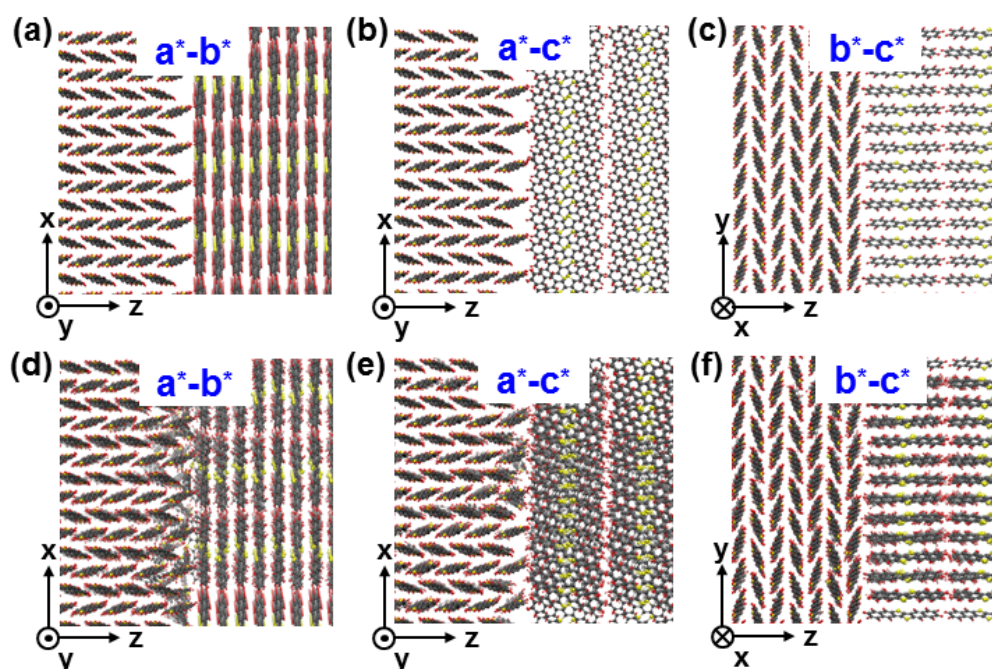 (a) a*-b*
(b) a*-c*
(c) b*-c*
x
y
z
x
y
z
y
x
z
(d) a*-b*
(e) a*-c*
(f) b*-c*
x
y
z
x
y
z
y
x
z